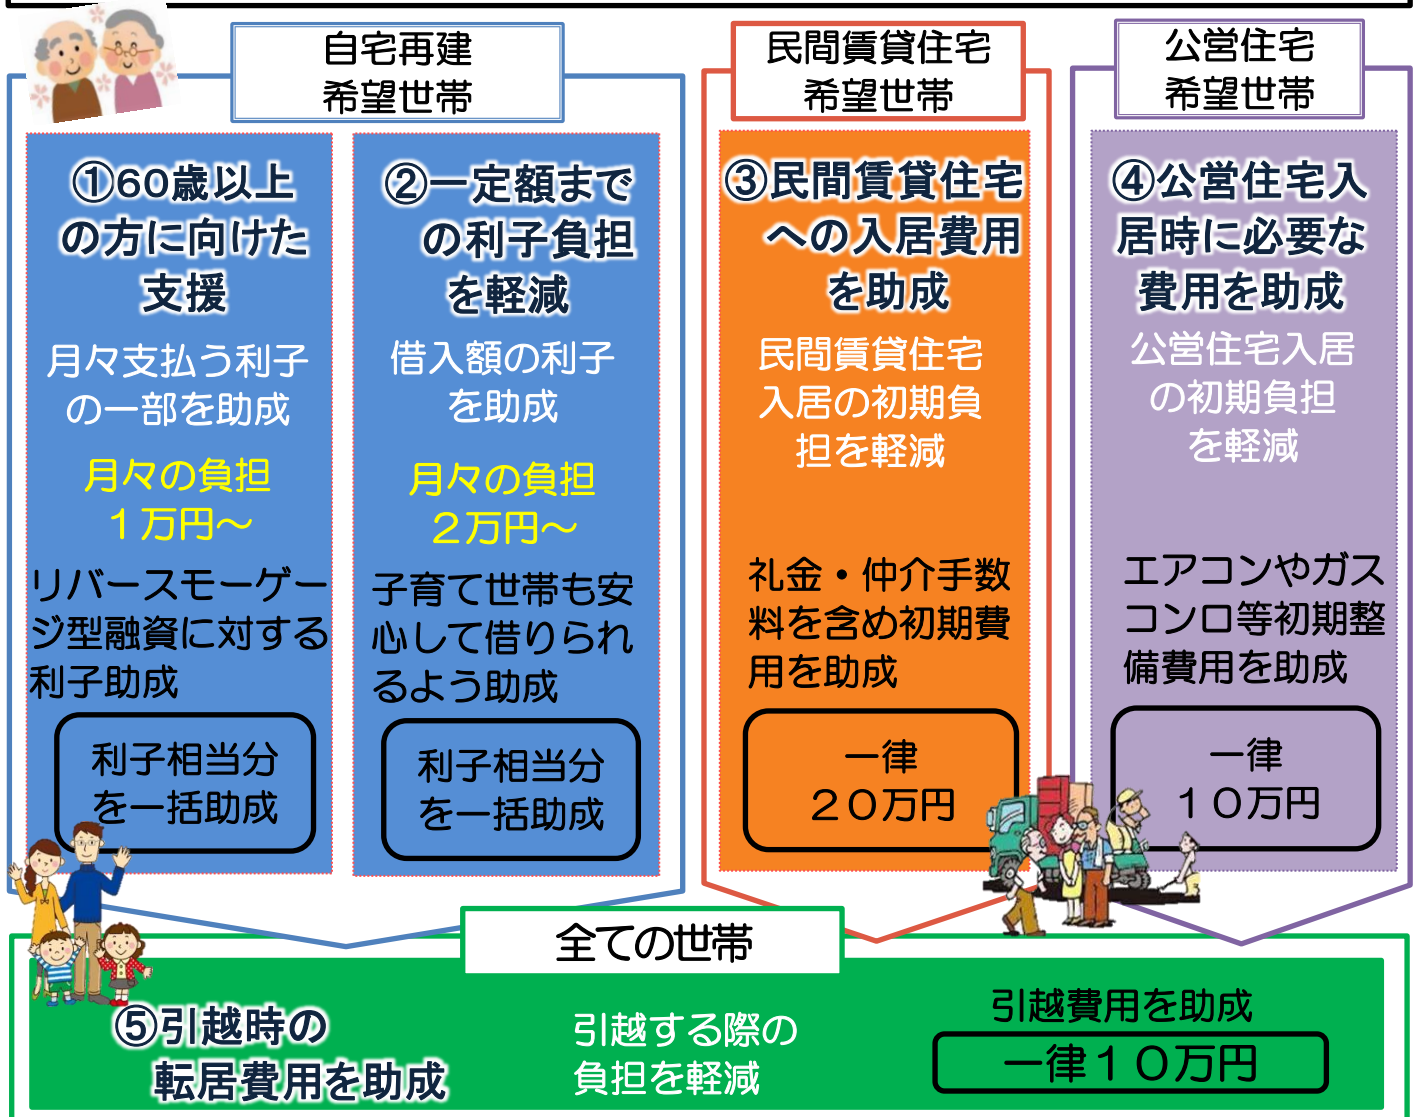 自宅再建
希望世帯
①60歳以上
の方に向けた
支援
月々支払う利子
の一部を助成
月々の負担
１万円～
リバースモーゲー
ジ型融資に対する
利子助成
利子相当分
を一括助成
②一定額まで
の利子負担
を軽減
借入額の利子
を助成
月々の負担
２万円～
子育て世帯も安
心して借りられ
るよう助成
利子相当分
を一括助成
民間賃貸住宅
希望世帯
③民間賃貸住宅
への入居費用
を助成
民間賃貸住宅
入居の初期負
担を軽減
礼金・仲介手数
料を含め初期費
用を助成
一律
２０万円
公営住宅
希望世帯
④公営住宅入
居時に必要な
費用を助成
公営住宅入居
の初期負担
を軽減
エアコンやガス
コンロ等初期整
備費用を助成
一律
１０万円
全ての世帯
⑤引越時の
転居費用を助成
引越する際の
負担を軽減
引越費用を助成
一律１０万円